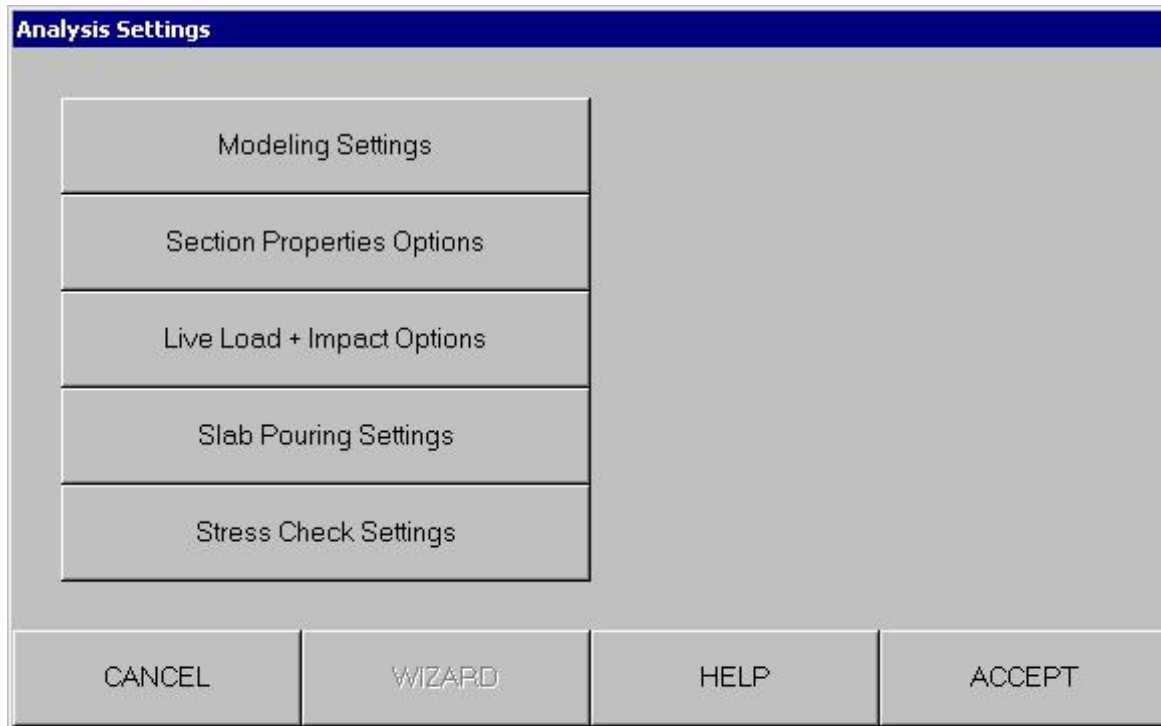 Analysis Settings
Modeling Settings
Section Properties Options
Live Load + Impact Options
Slab Pouring Settings
Stress Check Settings
CANCEL WIZARD HELP ACCEPT